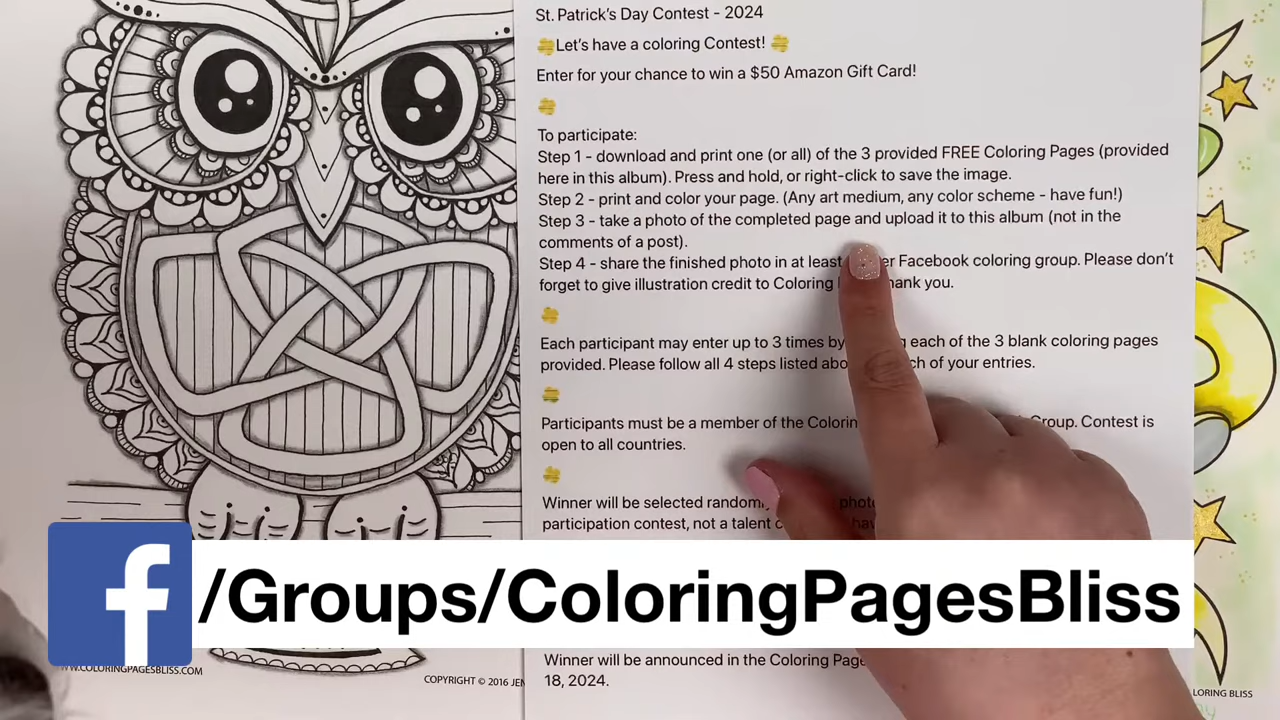 St. Patrick's Day Contest - 2024
Let's have a coloring Contest!
Enter for your chance to win a $50 Amazon Gift Card!
To participate:
Step 1 - download and print one (or all) of the 3 provided FREE Coloring Pages (provided
here in this album). Press and hold, or right-click to save the image.
Step 2 - print and color your page. (Any art medium, any color scheme - have fun!)
Step 3 - take a photo of the completed page and upload it to this album (not in the
comments of a post).
Step 4 - share the finished photo in at least Facebook coloring group. Please don't
forget to give illustration credit to Coloring you.
Each participant may enter up to 3 times by each of the 3 blank coloring pages
provided. Please follow all 4 steps listed of your entries.
Participants must be a member of the Group. Contest is
open to all countries.
Winner will be selected
participation contest, not a talent
f /Groups/ColoringPagesBliss
WWW.COLORINGPAGESBLISS.COM
COPYRIGHT © 2016
Winner will be announced in the Coloring
18, 2024.
BLISS